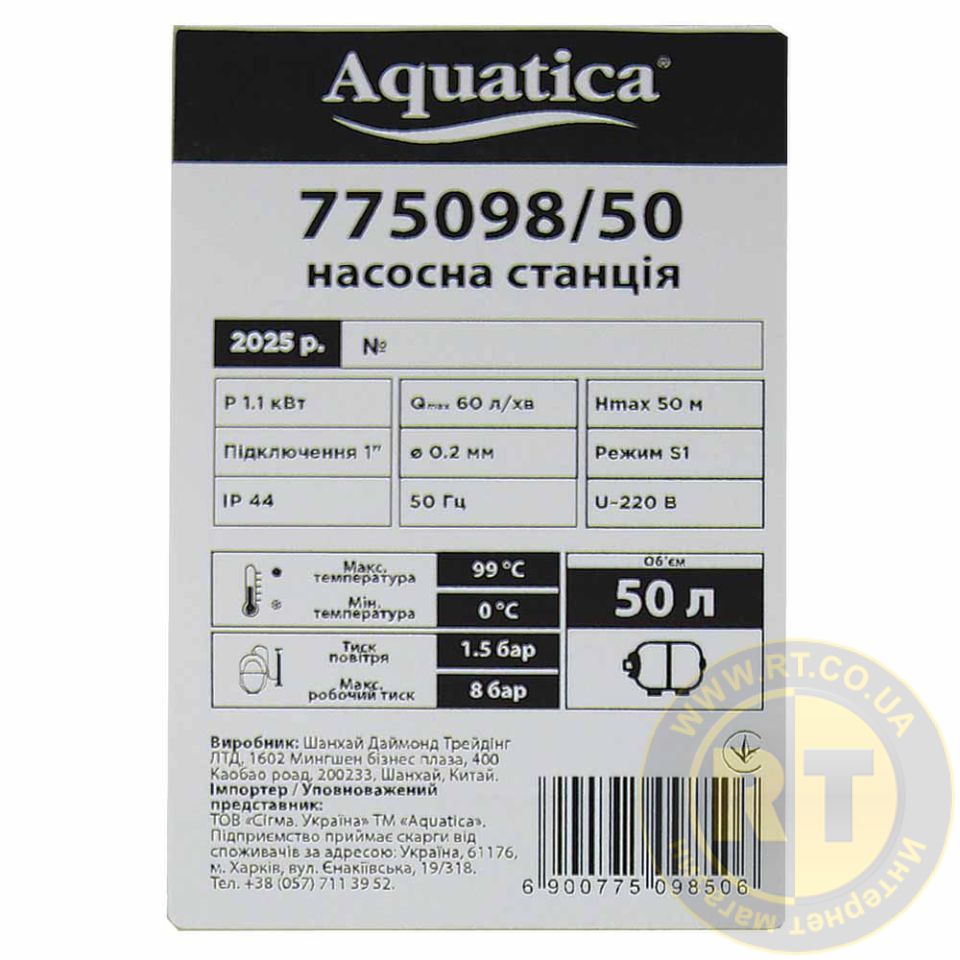 Aquatica®
775098/50
насосна станція
2025 р. №
P 1.1 кВт Qmax 60 л/хв Hmax 50 м
Підключення 1" ø 0.2 мм Режим S1
IP 44 50 Гц U~220 В
Макс. температура 99 °C
Мін. температура 0 °C
Об'єм
50 л
Тиск повітря 1.5 бар
Макс. робочий тиск 8 бар
Виробник: Шанхай Даймонд Трейдінг
ЛТД, 1602 Мингшен бізнес плаза, 400
Каобао роад, 200233, Шанхай, Китай.
Імпортер / Уповноважений
представник:
ТОВ «Сігма. Україна» ТМ «Aquatica».
Підприємство приймає скарги від
споживачів за адресою: Україна, 61176,
м. Харків, вул. Єнакіївська, 19/318.
Тел. +38 (057) 711 39 52.
6 900775 098506
WWW.RT.CO.UA
RT
Интернет магазин